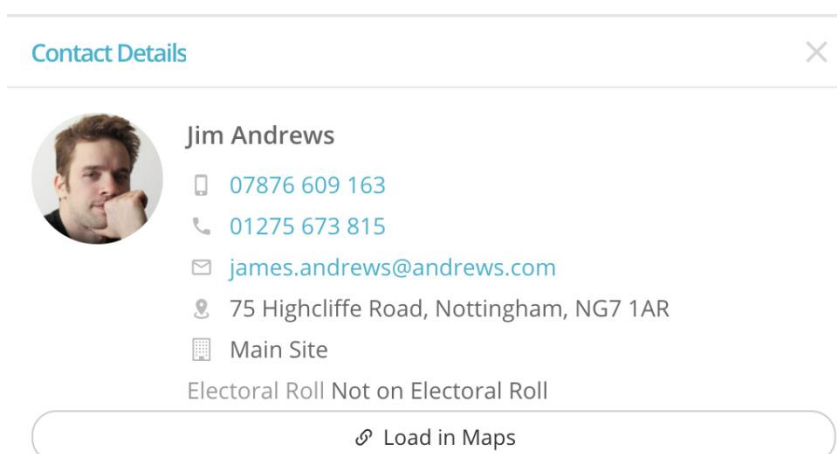 Contact Details
Jim Andrews
07876 609 163
01275 673 815
james.andrews@andrews.com
75 Highcliffe Road, Nottingham, NG7 1AR
Main Site
Electoral Roll Not on Electoral Roll
Load in Maps